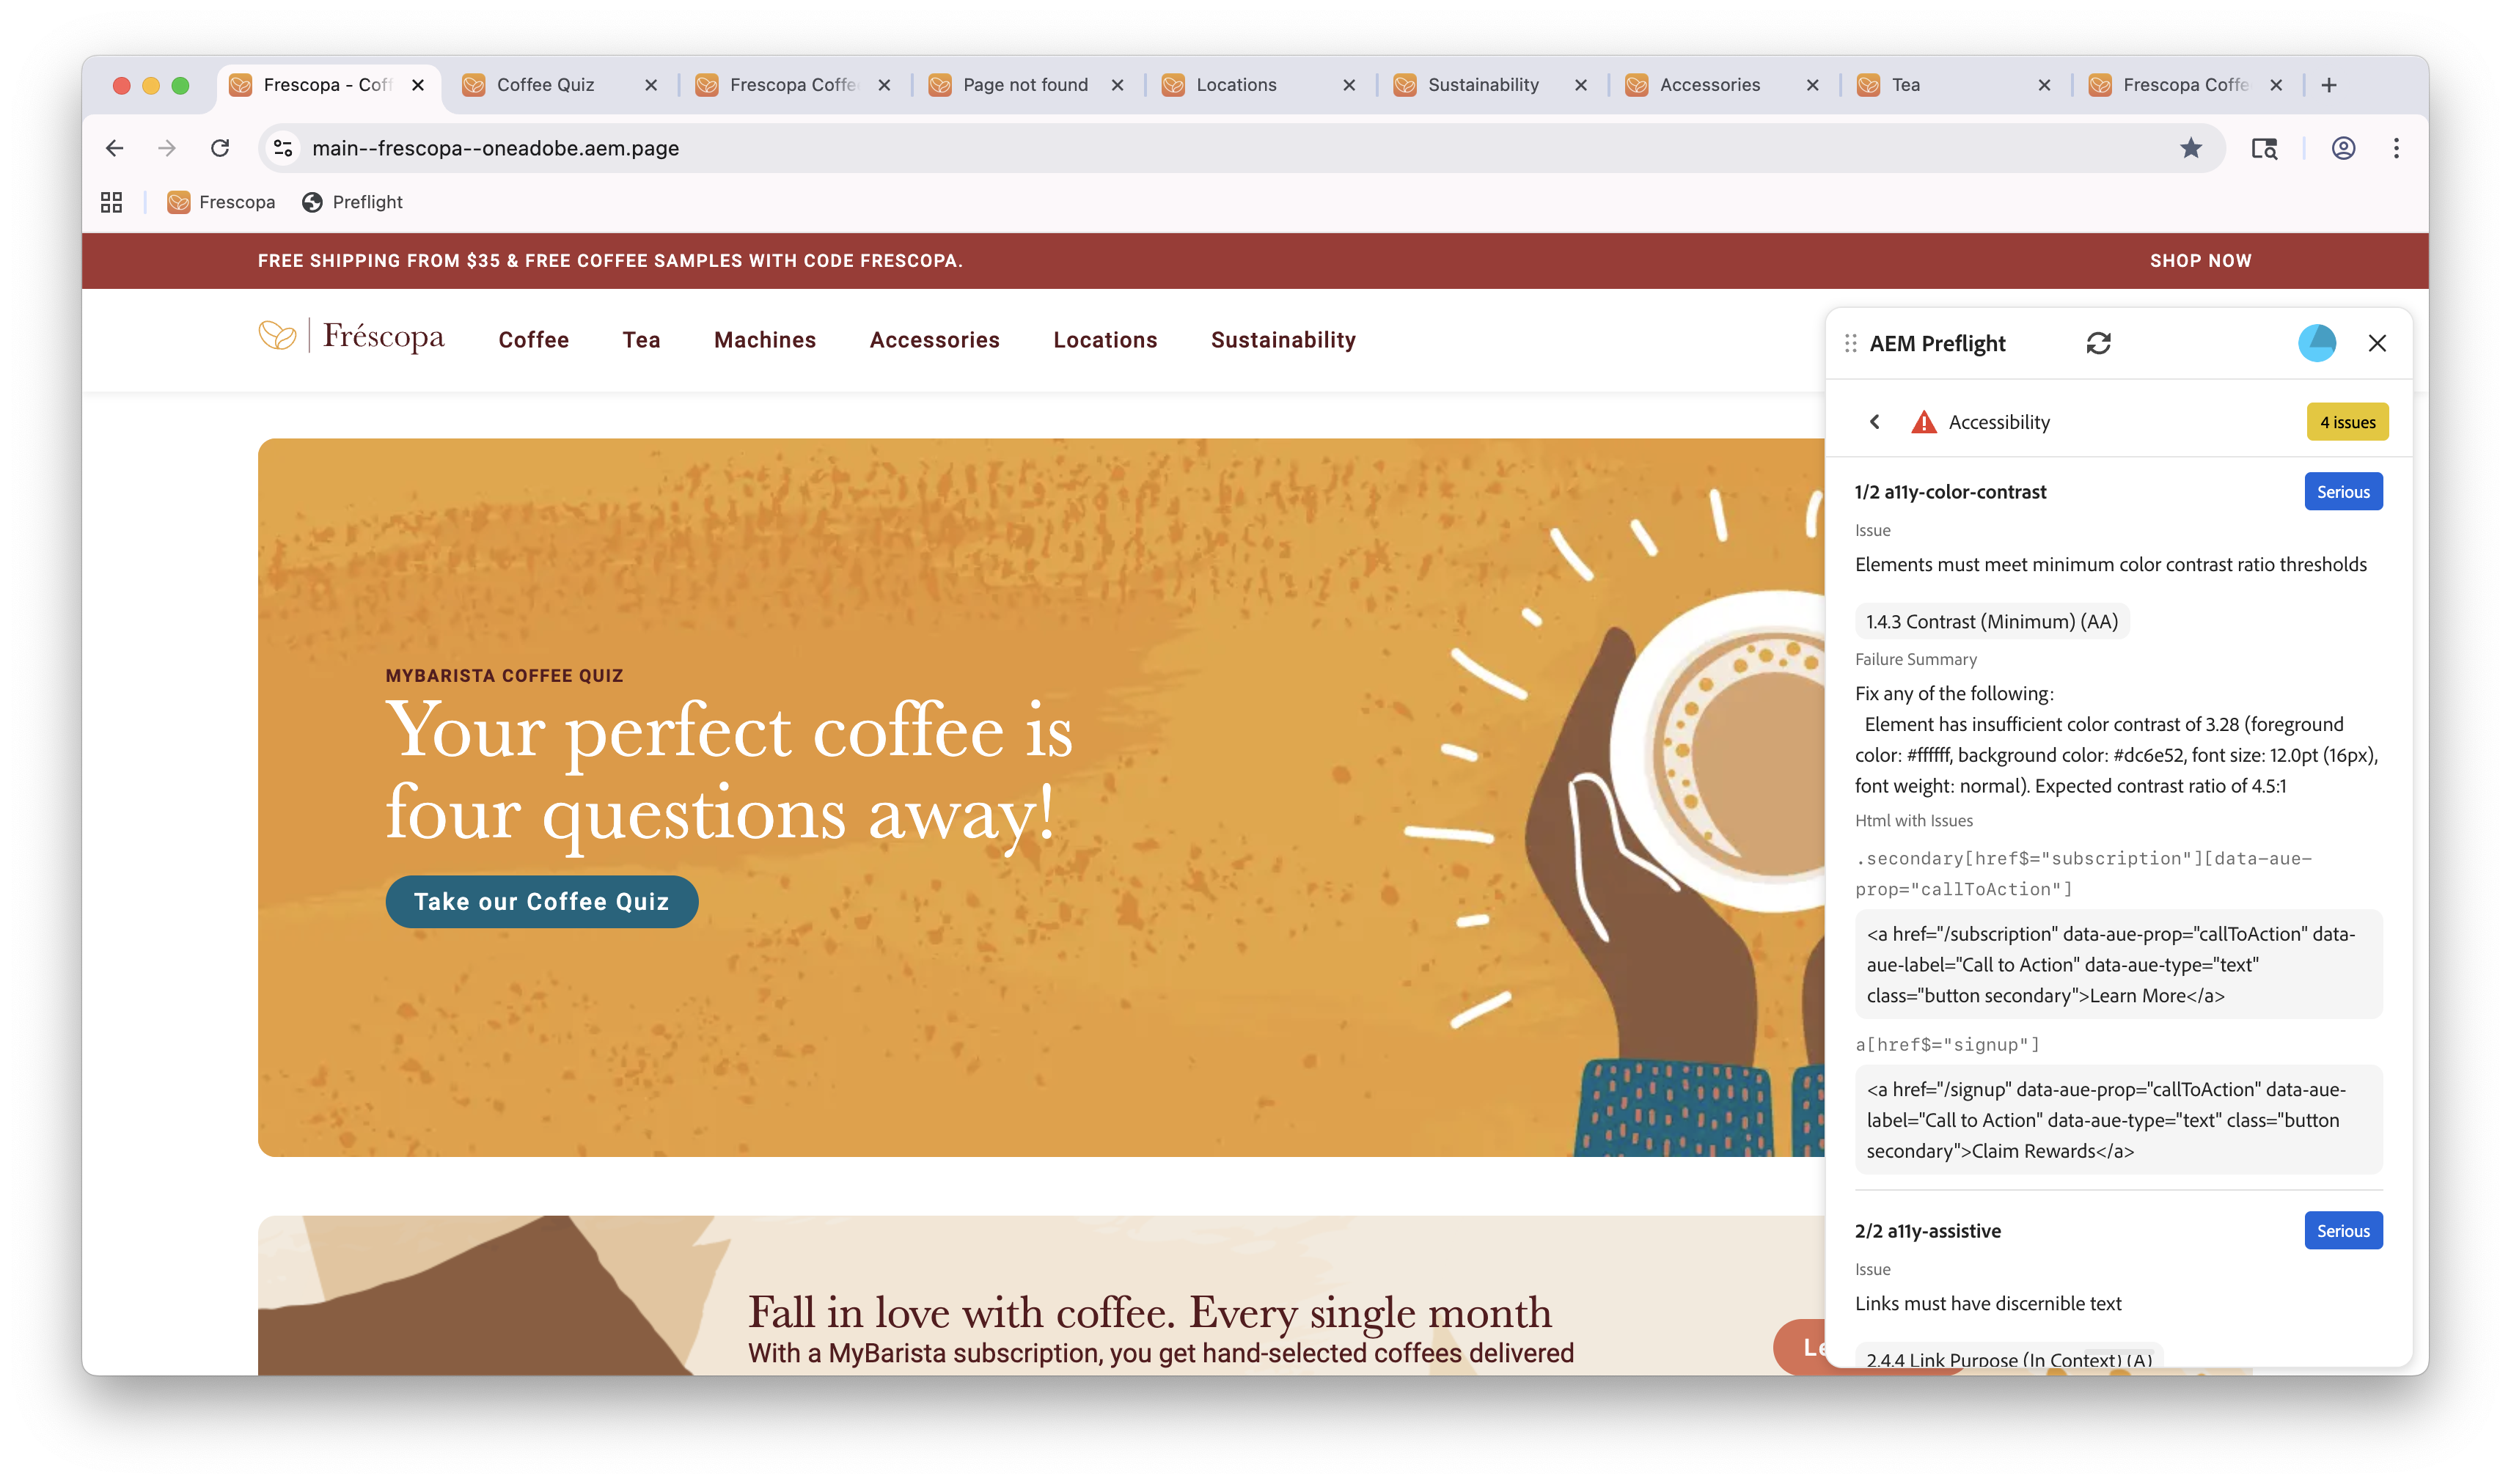 Frescopa - Coff
Coffee Quiz
Frescopa Coffe
Page not found
Locations
Sustainability
Accessories
Tea
Frescopa Coffe
main--frescopa--oneadobe.aem.page
Frescopa
Preflight
FREE SHIPPING FROM $35 & FREE COFFEE SAMPLES WITH CODE FRESCOPA.
SHOP NOW
Fréscopa
Coffee
Tea
Machines
Accessories
Locations
Sustainability
MYBARISTA COFFEE QUIZ
Your perfect coffee is
four questions away!
Take our Coffee Quiz
Fall in love with coffee. Every single month
With a MyBarista subscription, you get hand-selected coffees delivered
Le
AEM Preflight
Accessibility
4 issues
1/2 a11y-color-contrast
Serious
Issue
Elements must meet minimum color contrast ratio thresholds
1.4.3 Contrast (Minimum) (AA)
Failure Summary
Fix any of the following:
Element has insufficient color contrast of 3.28 (foreground
color: #ffffff, background color: #dc6e52, font size: 12.0pt (16px),
font weight: normal). Expected contrast ratio of 4.5:1
Html with Issues
.secondary[href$="subscription"][data-aue-
prop="callToAction"]
<a href="/subscription" data-aue-prop="callToAction" data-
aue-label="Call to Action" data-aue-type="text"
class="button secondary">Learn More</a>
a[href$="signup"]
<a href="/signup" data-aue-prop="callToAction" data-aue-
label="Call to Action" data-aue-type="text" class="button
secondary">Claim Rewards</a>
2/2 a11y-assistive
Serious
Issue
Links must have discernible text
2.4.4 Link Purpose (In Context) (A)